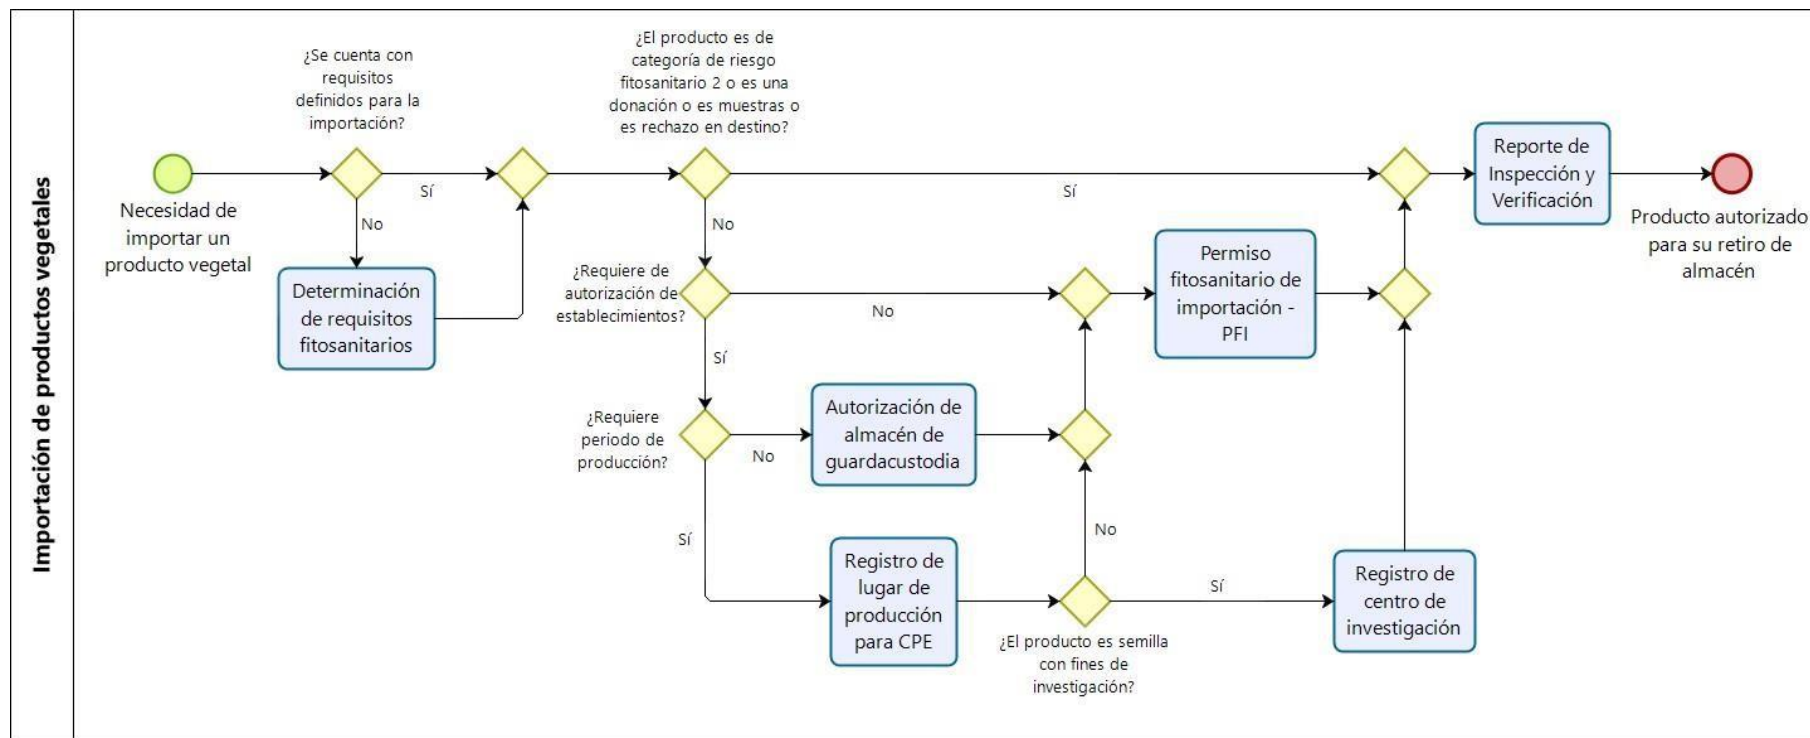 Importación de productos vegetales
Necesidad de
importar un
producto vegetal
¿Se cuenta con
requisitos
definidos para la
importación?
Sí
No
Determinación
de requisitos
fitosanitarios
¿El producto es de
categoría de riesgo
fitosanitario 2 o es una
donación o es muestras o
es rechazo en destino?
Sí
No
¿Requiere de
autorización de
establecimientos?
No
Sí
¿Requiere
periodo de
producción?
No
Sí
Autorización de
almacén de
guardacustodia
Registro de
lugar de
producción
para CPE
¿El producto es semilla
con fines de
investigación?
No
Sí
Permiso
fitosanitario de
importación -
PFI
Registro de
centro de
investigación
Reporte de
Inspección y
Verificación
Producto autorizado
para su retiro de
almacén